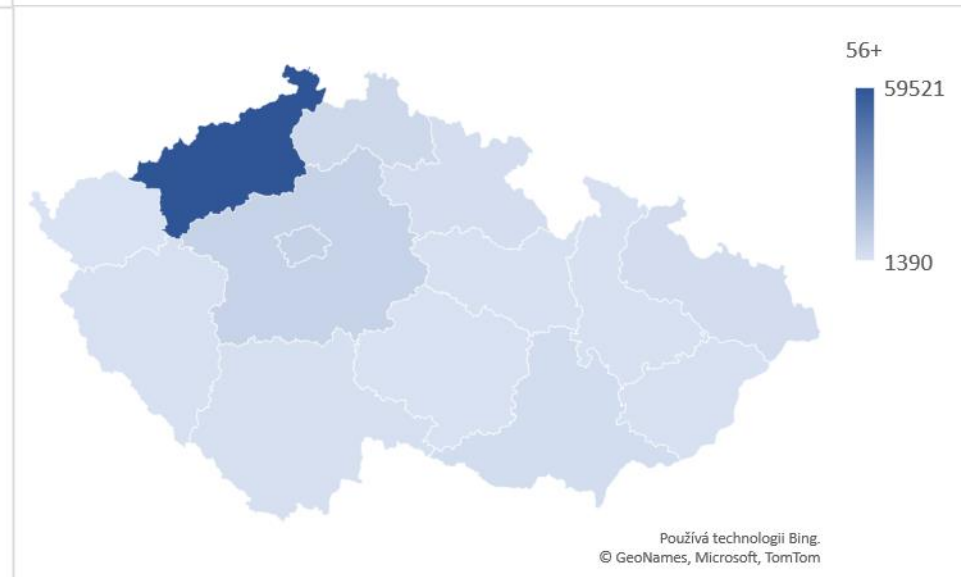 56+
59521
1390
Používá technologii Bing.
© GeoNames, Microsoft, TomTom